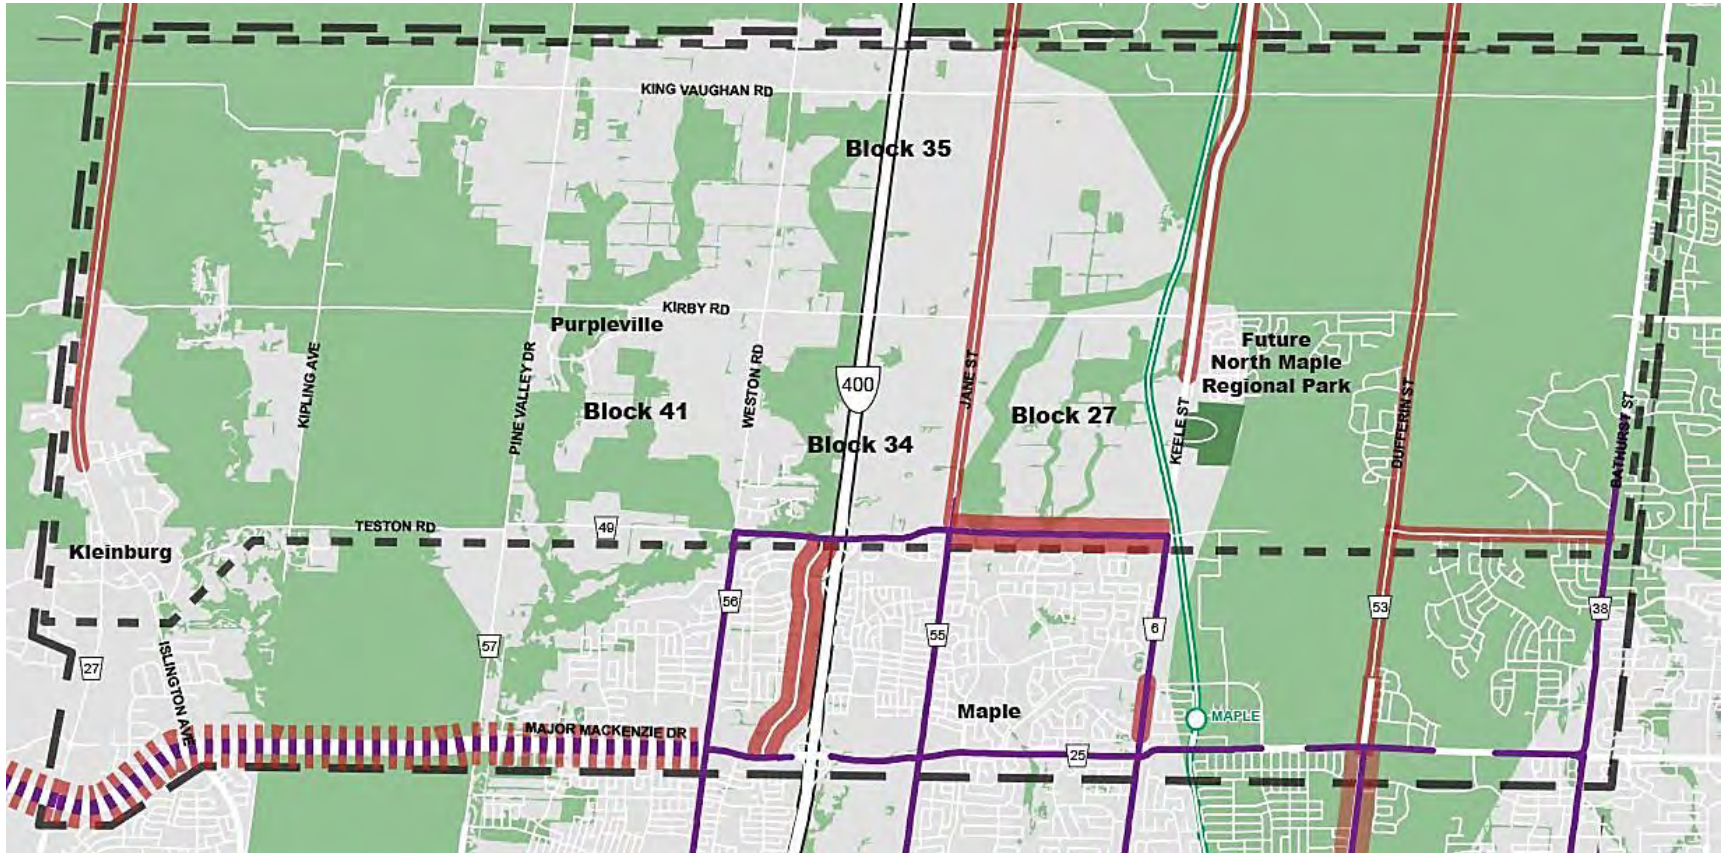 KING VAUGHAN RD
Block 35
KIRBY RD
Purpleville
Future
North Maple
Regional Park
KIPLING AVE
PINE VALLEY DR
WESTON RD
400
JANE ST
KEELE ST
DUFFERIN ST
BATHURST ST
Block 41
Block 34
Block 27
TESTON RD
49
Kleinburg
56
55
6
53
38
27
57
ISLINGTON AVE
MAJOR MACKENZIE DR
Maple
MAPLE
25